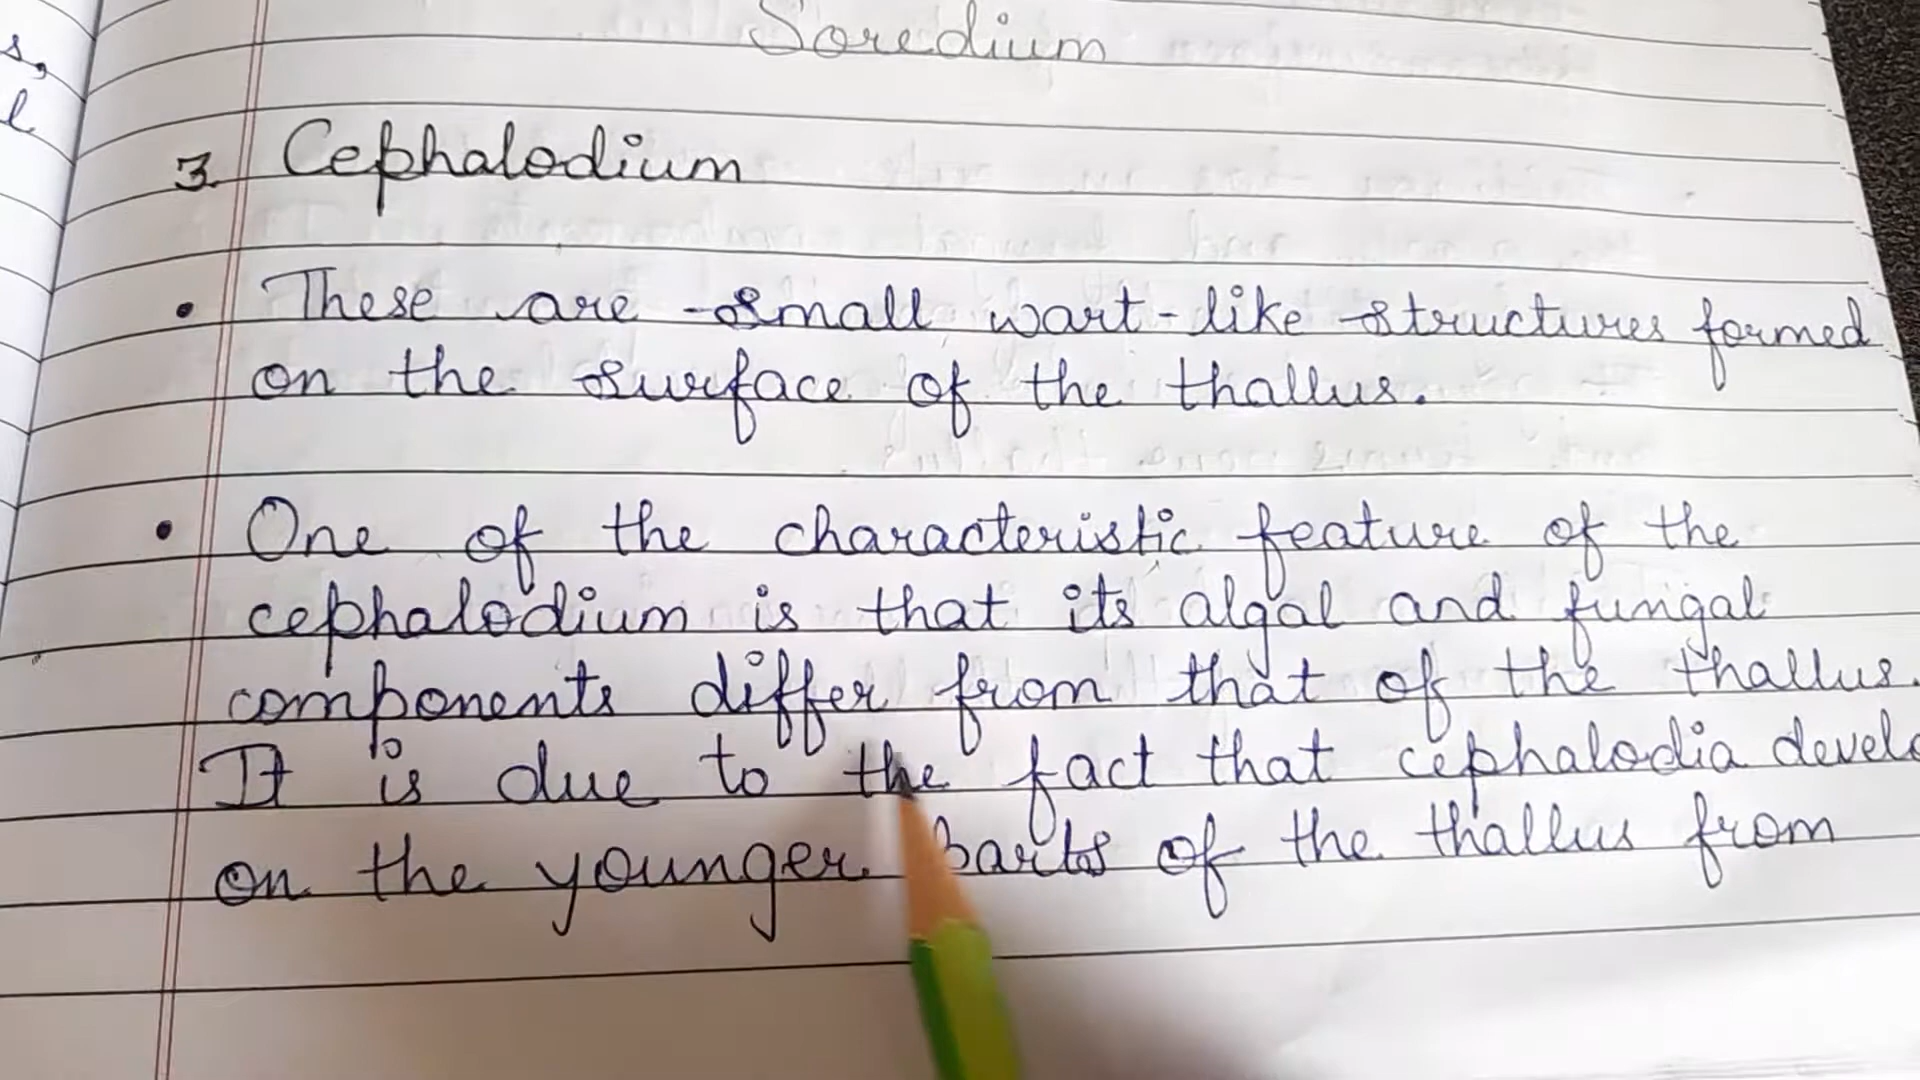 s,
l
Soredium
3. Cephalodium
• These are small wart-like structures formed
on the surface of the thallus.
• One of the characteristic feature of the
cephalodium is that its algal and fungal
components differ from that of the thallus.
It is due to the fact that cephalodia develo
on the younger parts of the thallus from